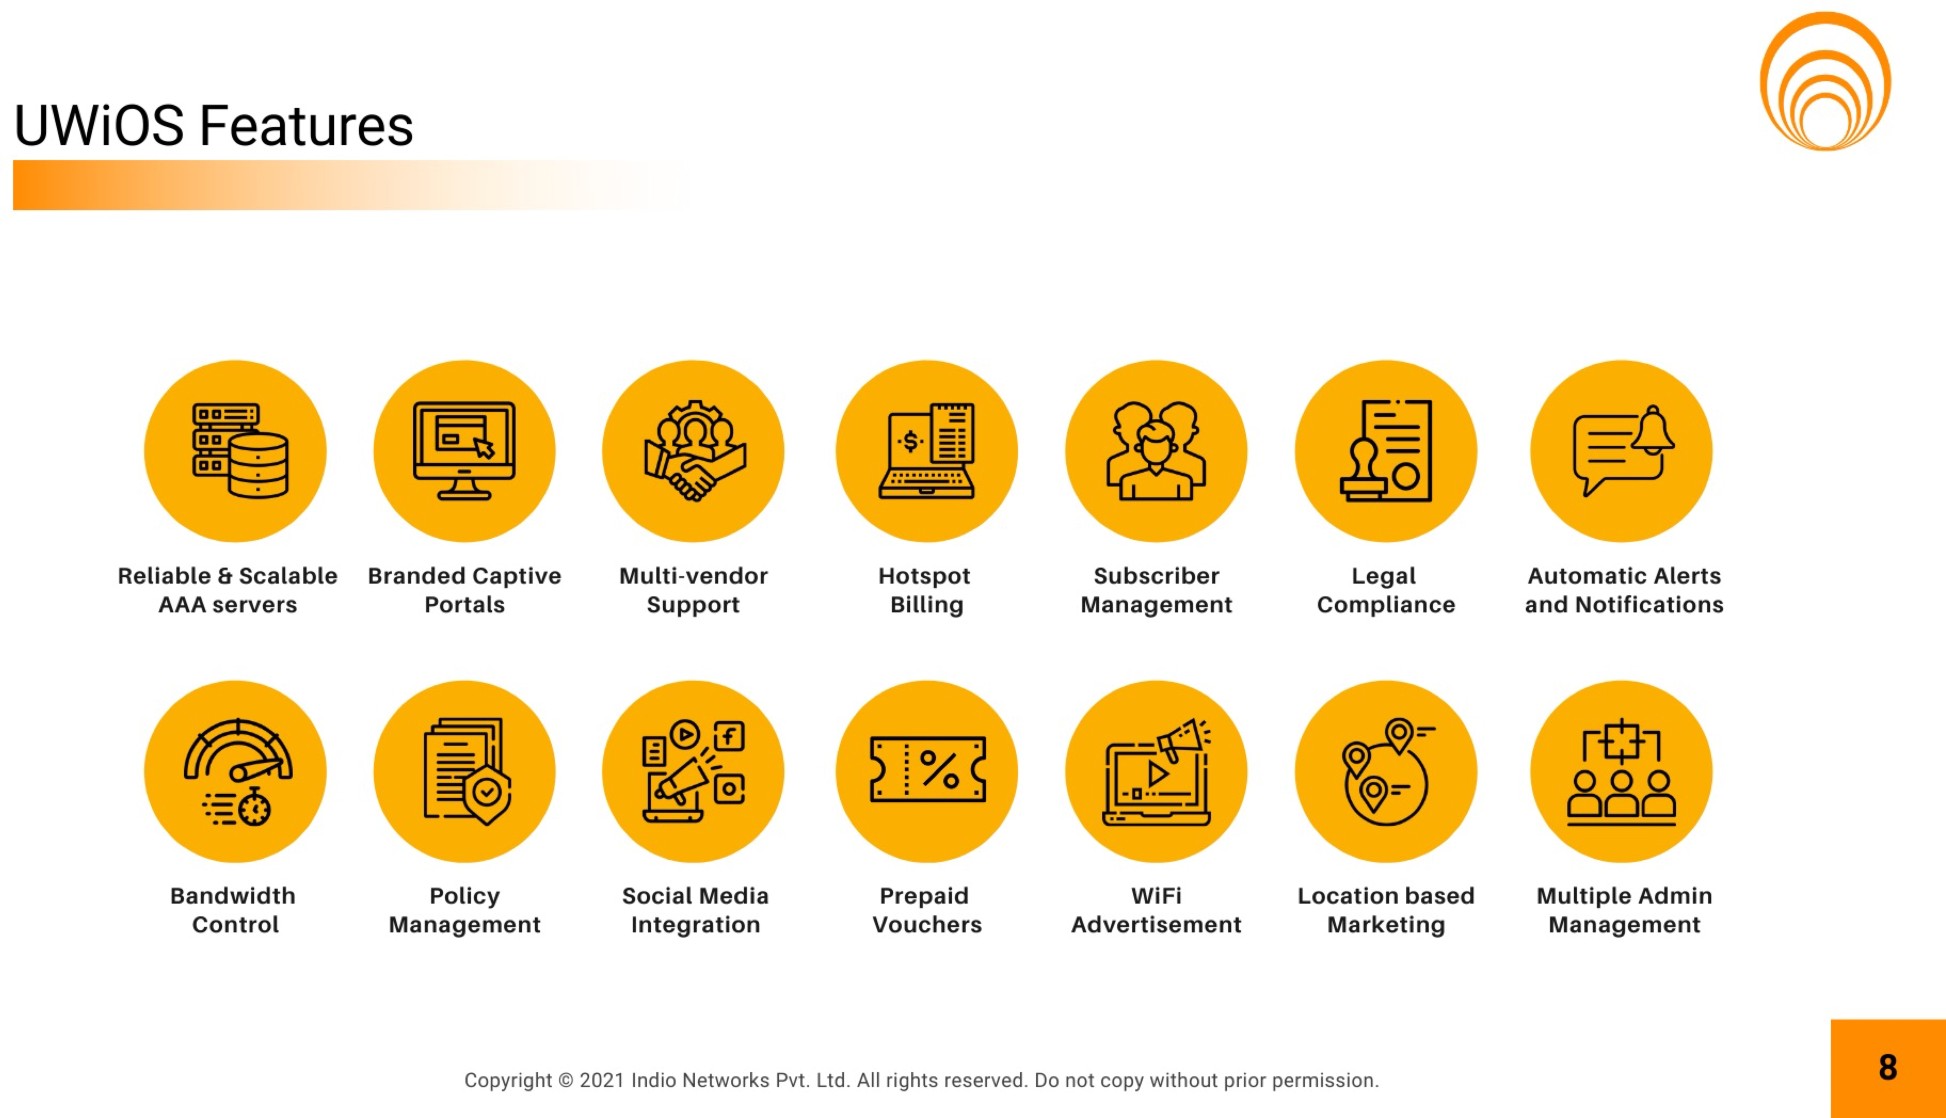 UWiOS Features
Reliable & Scalable
AAA servers
Branded Captive
Portals
Multi-vendor
Support
Hotspot
Billing
Subscriber
Management
Legal
Compliance
Automatic Alerts
and Notifications
Bandwidth
Control
Policy
Management
Social Media
Integration
Prepaid
Vouchers
WiFi
Advertisement
Location based
Marketing
Multiple Admin
Management
Copyright © 2021 Indio Networks Pvt. Ltd. All rights reserved. Do not copy without prior permission.
8